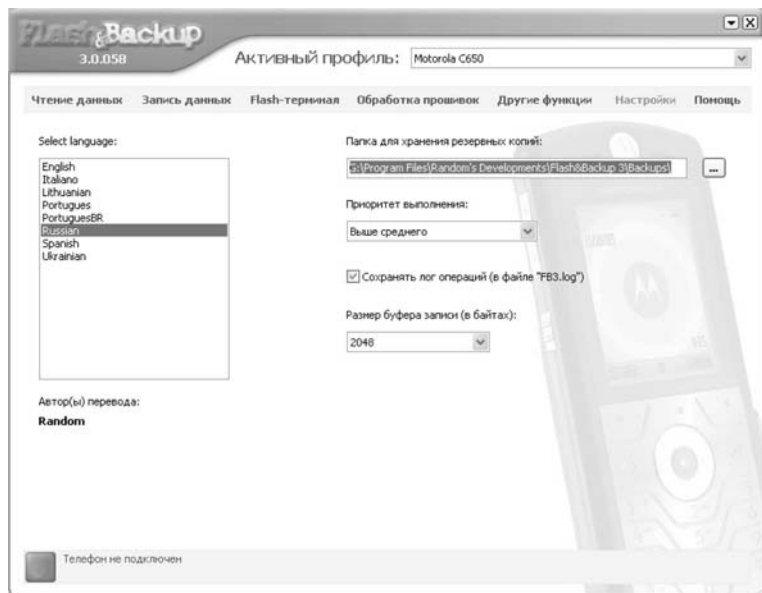 Flash&Backup
3.0.058
Активный профиль: Motorola C650
Чтение данных Запись данных Flash-терминал Обработка прошивок Другие функции Настройки Помощь
Select language:
English
Italiano
Lithuanian
Portugues
PortuguesBR
Russian
Spanish
Ukrainian
Автор(ы) перевода:
Random
Папка для хранения резервных копий:
G:\Program Files\Random's Developments\Flash&Backup 3\Backups\
...
Приоритет выполнения:
Выше среднего
Сохранять лог операций (в файле "FB3.log")
Размер буфера записи (в байтах):
2048
Телефон не подключен